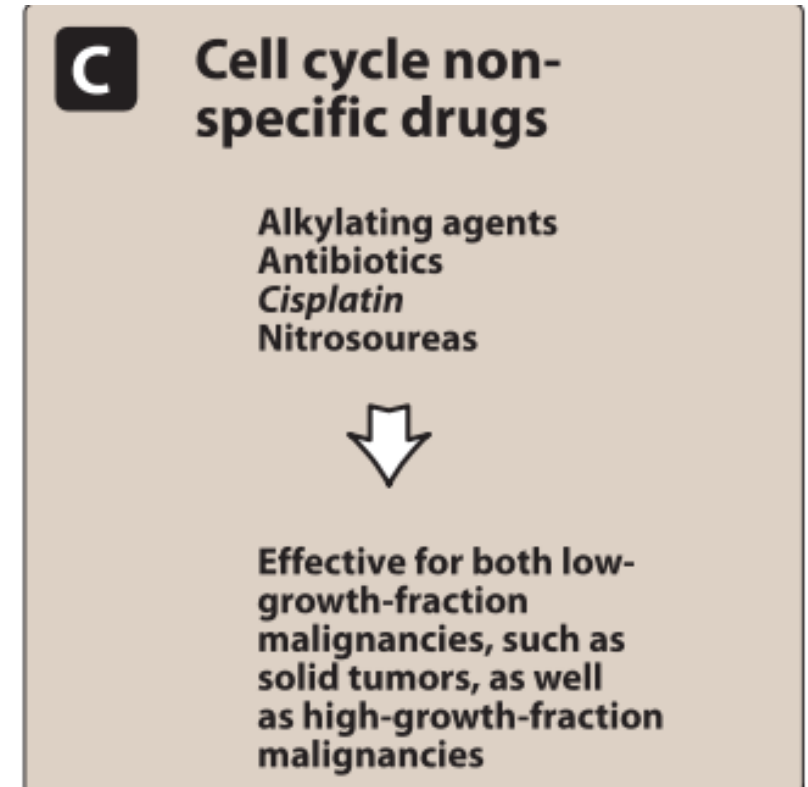 C
Cell cycle non-
specific drugs
Alkylating agents
Antibiotics
Cisplatin
Nitrosoureas
Effective for both low-
growth-fraction
malignancies, such as
solid tumors, as well
as high-growth-fraction
malignancies